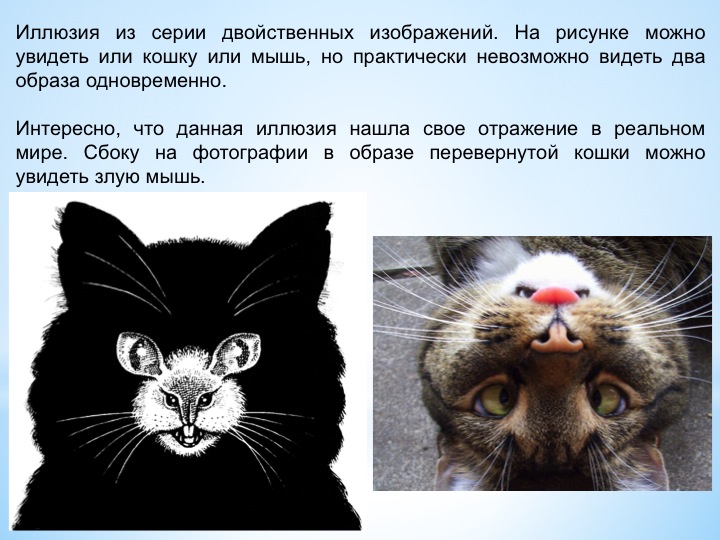 Иллюзия из серии двойственных изображений. На рисунке можно
увидеть или кошку или мышь, но практически невозможно видеть два
образа одновременно.
Интересно, что данная иллюзия нашла свое отражение в реальном
мире. Сбоку на фотографии в образе перевернутой кошки можно
увидеть злую мышь.